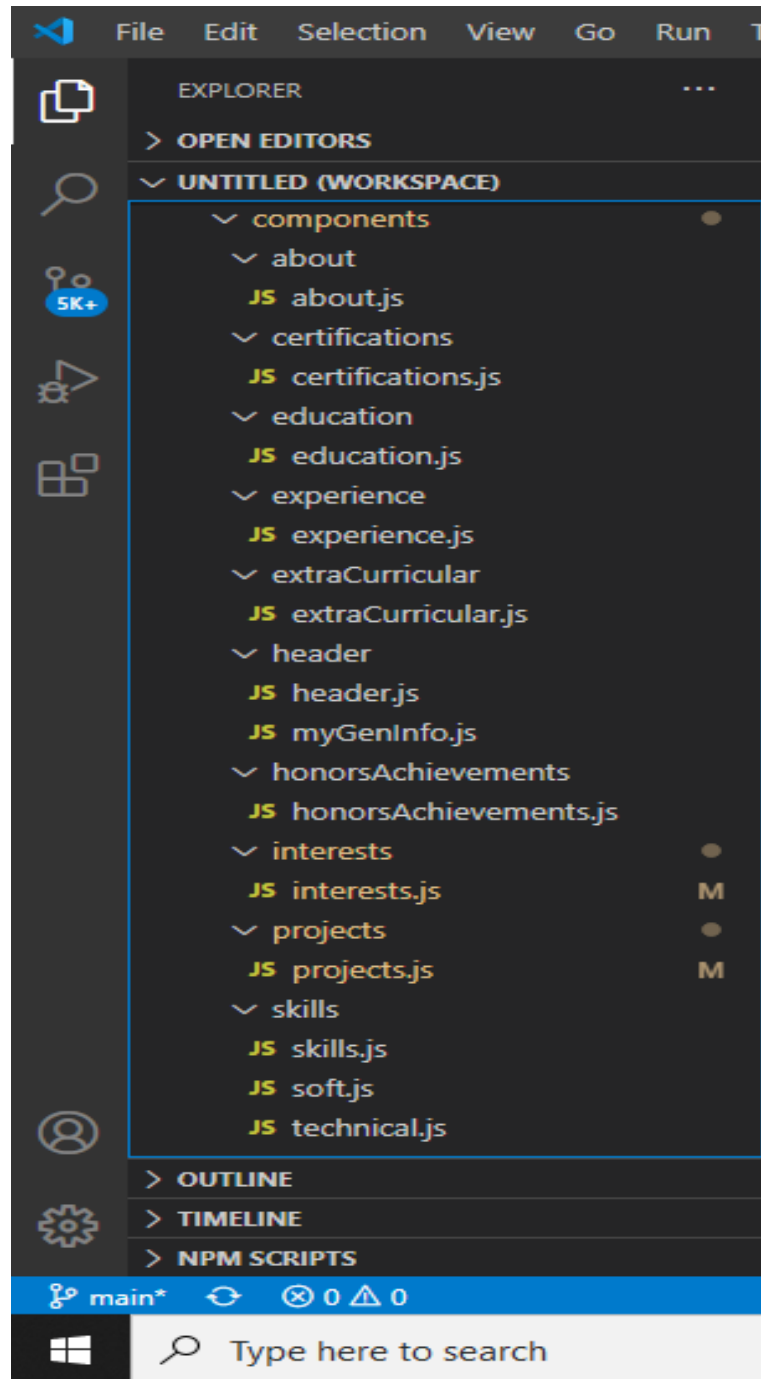 File Edit Selection View Go Run
EXPLORER ...
> OPEN EDITORS
UNTITLED (WORKSPACE)
components
about
JS about.js
certifications
JS certifications.js
education
JS education.js
experience
JS experience.js
extraCurricular
JS extraCurricular.js
header
JS header.js
JS myGenInfo.js
honorsAchievements
JS honorsAchievements.js
interests
JS interests.js M
projects
JS projects.js M
skills
JS skills.js
JS soft.js
JS technical.js
5K+
> OUTLINE
> TIMELINE
> NPM SCRIPTS
main* 0 0
Type here to search